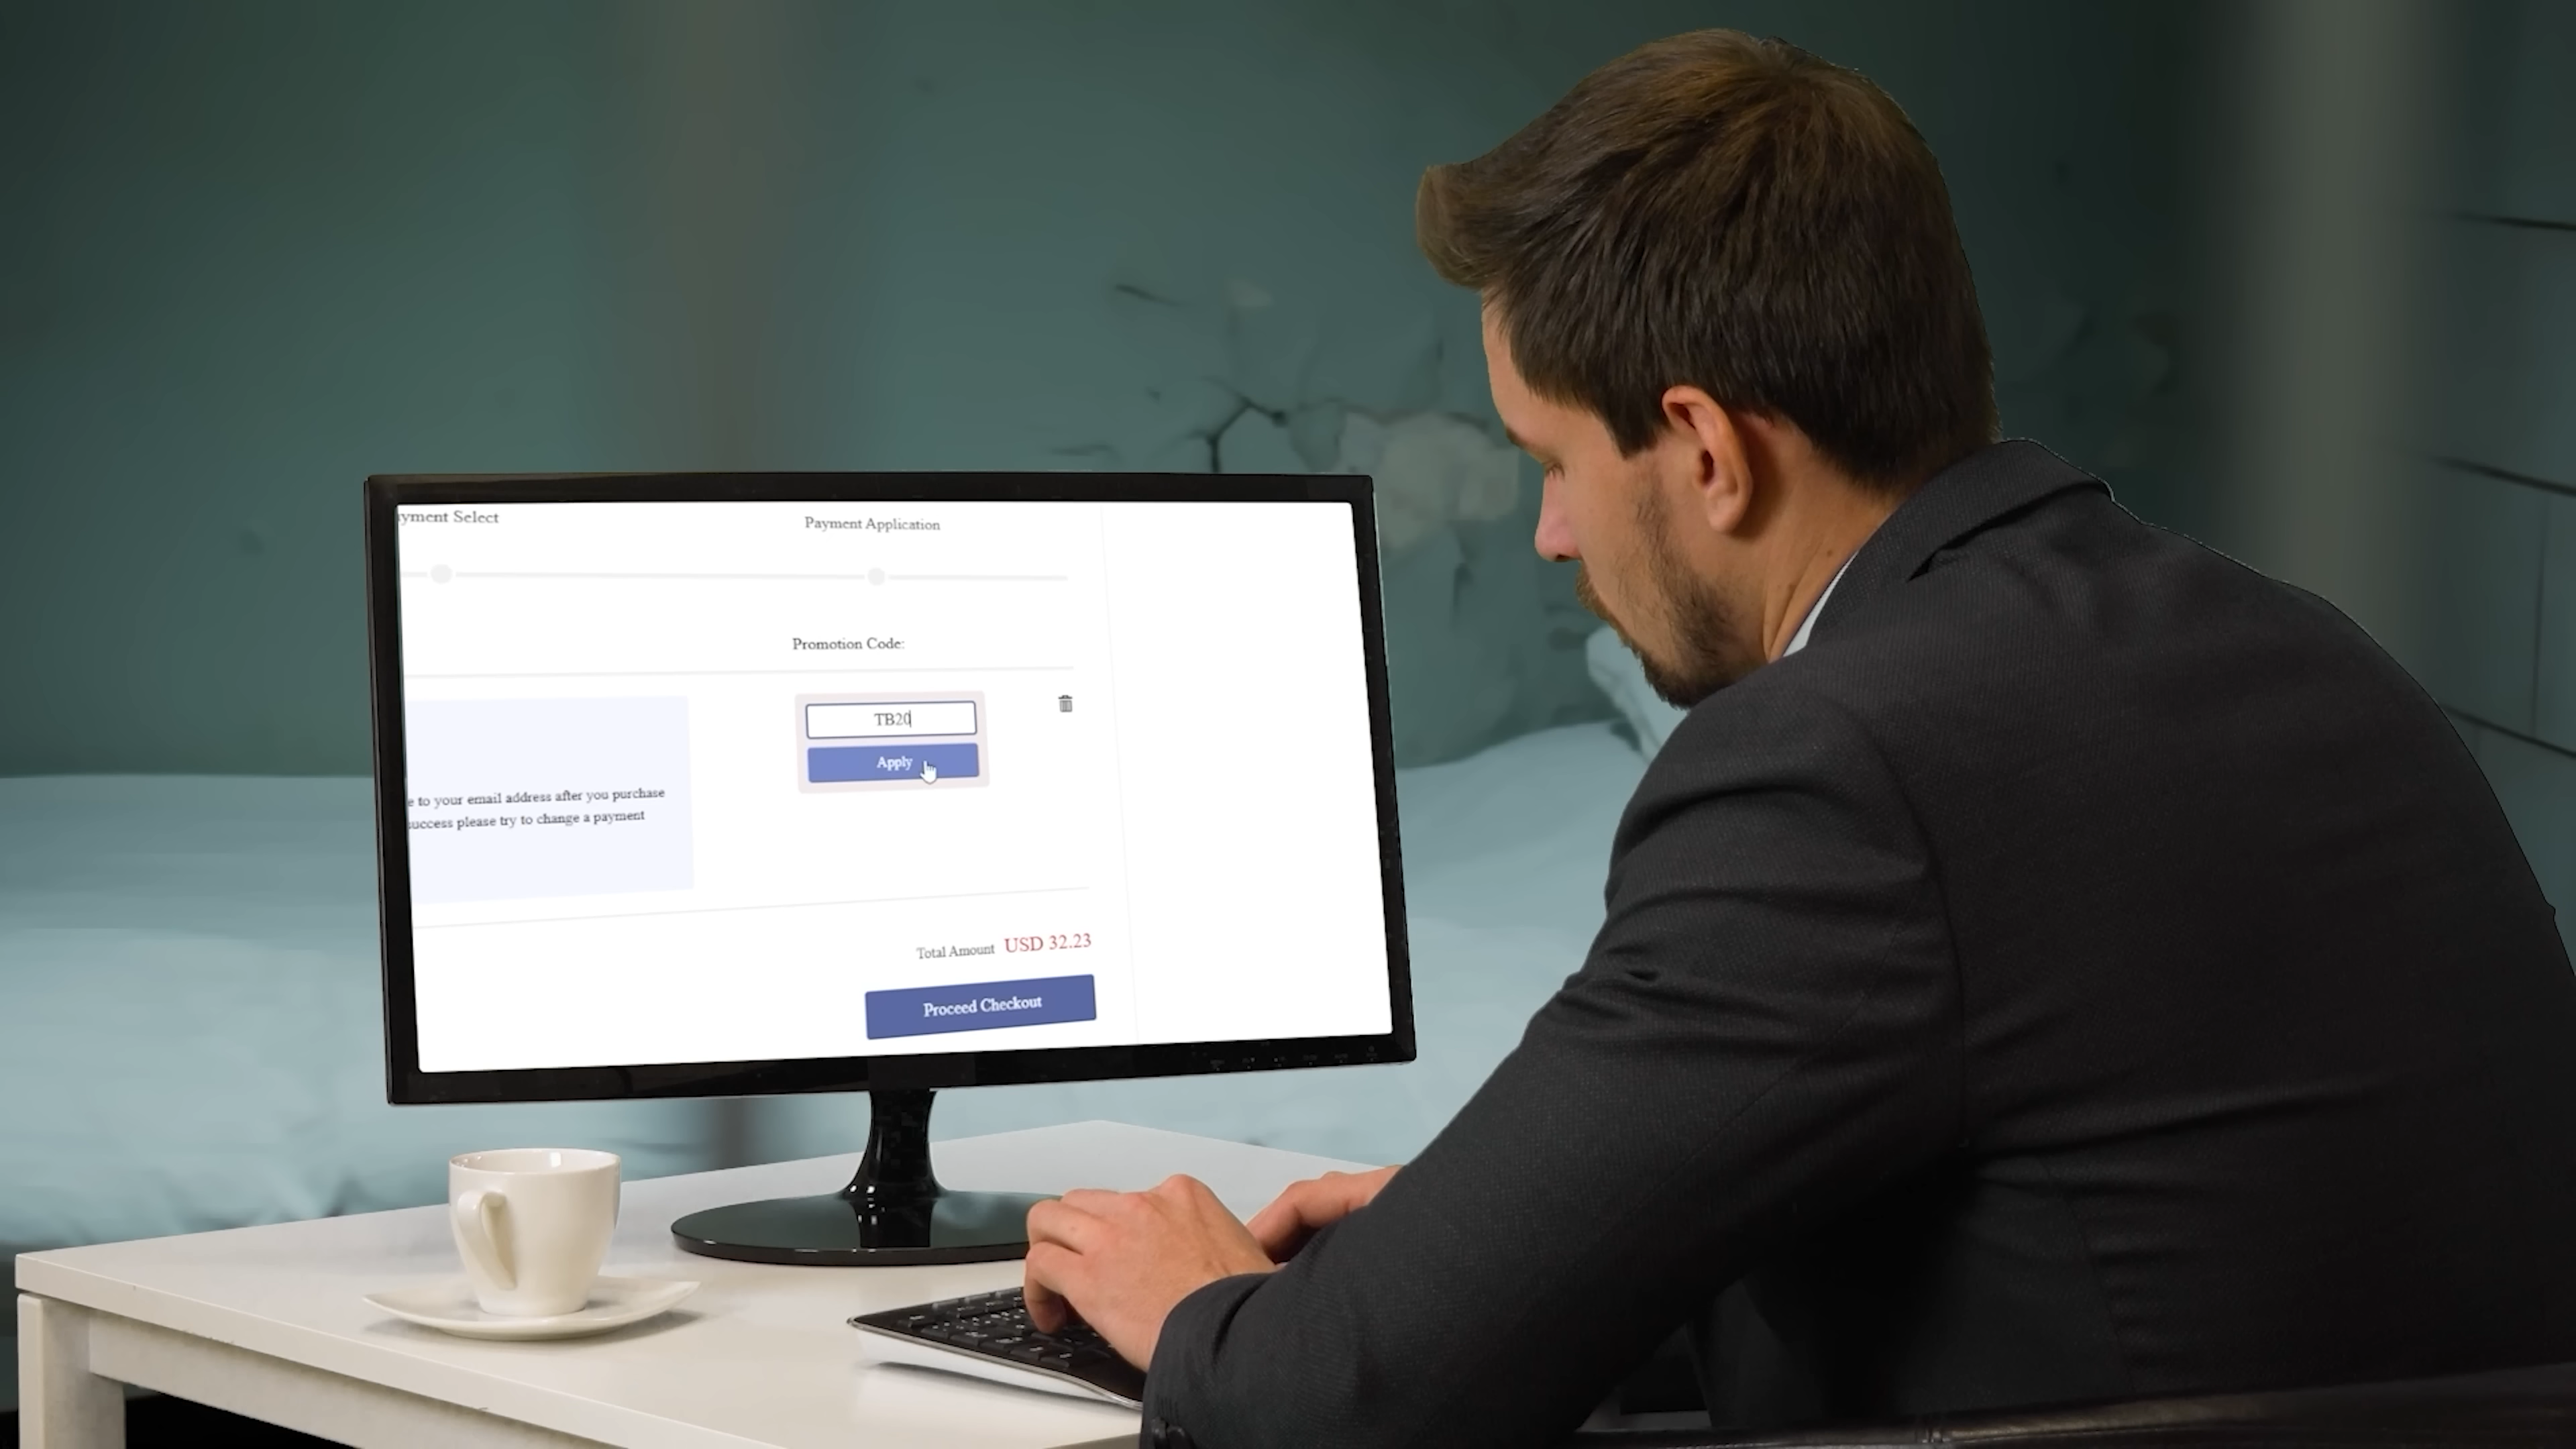 yment Select
Payment Application
Promotion Code:
TB20
Apply
e to your email address after you purchase
success please try to change a payment
Total Amount USD 32.23
Proceed Checkout